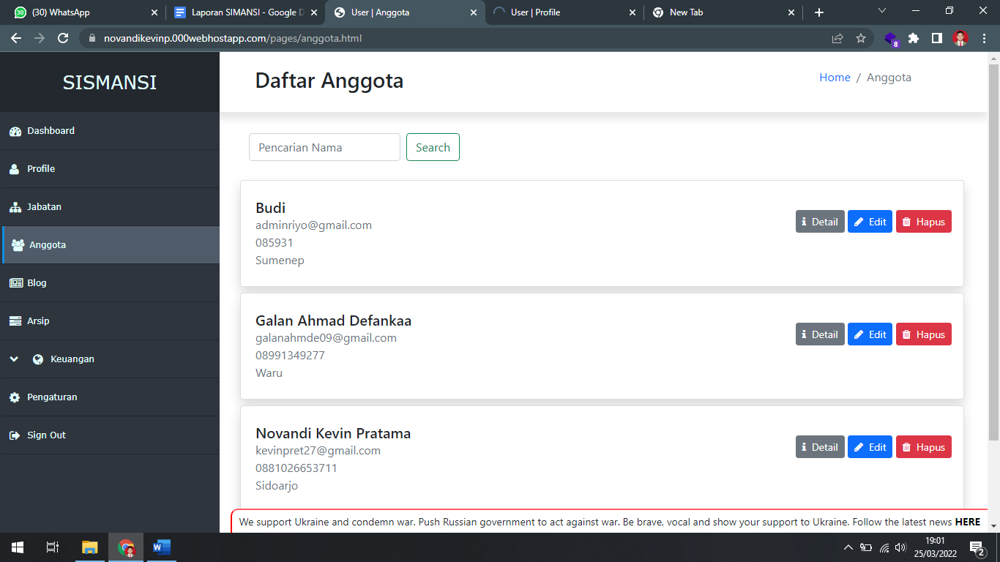 (30) WhatsApp
Laporan SIMANSI - Google D
User | Anggota
User | Profile
New Tab
novandikevinp.000webhostapp.com/pages/anggota.html
8
SISMANSI
Dashboard
Profile
Jabatan
Anggota
Blog
Arsip
Keuangan
Pengaturan
Sign Out
Daftar Anggota
Home / Anggota
Pencarian Nama
Search
Budi
adminriyo@gmail.com
085931
Sumenep
Detail Edit Hapus
Galan Ahmad Defankaa
galanahmde09@gmail.com
08991349277
Waru
Detail Edit Hapus
Novandi Kevin Pratama
kevinpret27@gmail.com
0881026653711
Sidoarjo
Detail Edit Hapus
We support Ukraine and condemn war. Push Russian government to act against war. Be brave, vocal and show your support to Ukraine. Follow the latest news HERE
19:01
25/03/2022
2